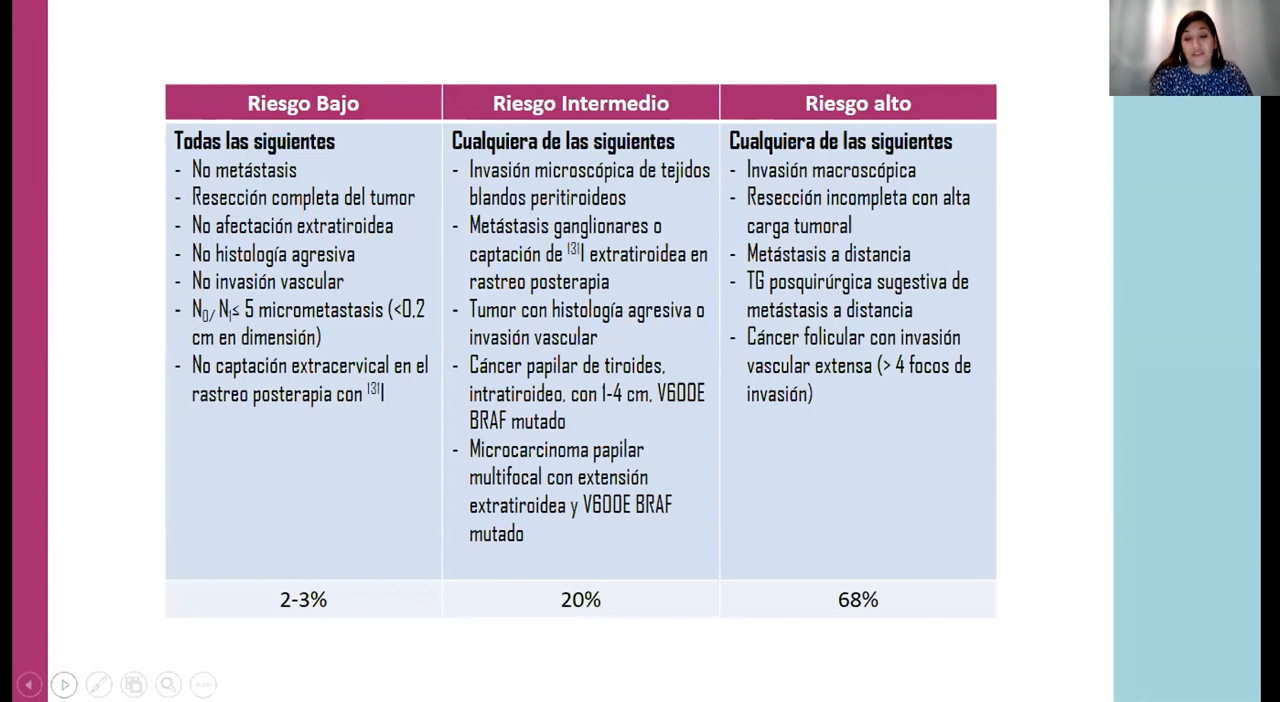 Riesgo Bajo
Todas las siguientes
- No metástasis
- Resección completa del tumor
- No afectación extratiroidea
- No histología agresiva
- No invasión vascular
- N0/ N1≤ 5 micrometastasis (<0,2
cm en dimensión)
- No captación extracervical en el
rastreo posterapia con 131I
2-3%
Riesgo Intermedio
Cualquiera de las siguientes
- Invasión microscópica de tejidos
blandos peritiroideos
- Metástasis ganglionares o
captación de 131I extratiroidea en
rastreo posterapia
- Tumor con histología agresiva o
invasión vascular
- Cáncer papilar de tiroides,
intratiroideo, con 1-4 cm, V600E
BRAF mutado
- Microcarcinoma papilar
multifocal con extensión
extratiroidea y V600E BRAF
mutado
20%
Riesgo alto
Cualquiera de las siguientes
- Invasión macroscópica
- Resección incompleta con alta
carga tumoral
- Metástasis a distancia
- TG posquirúrgica sugestiva de
metástasis a distancia
- Cáncer folicular con invasión
vascular extensa (> 4 focos de
invasión)
68%